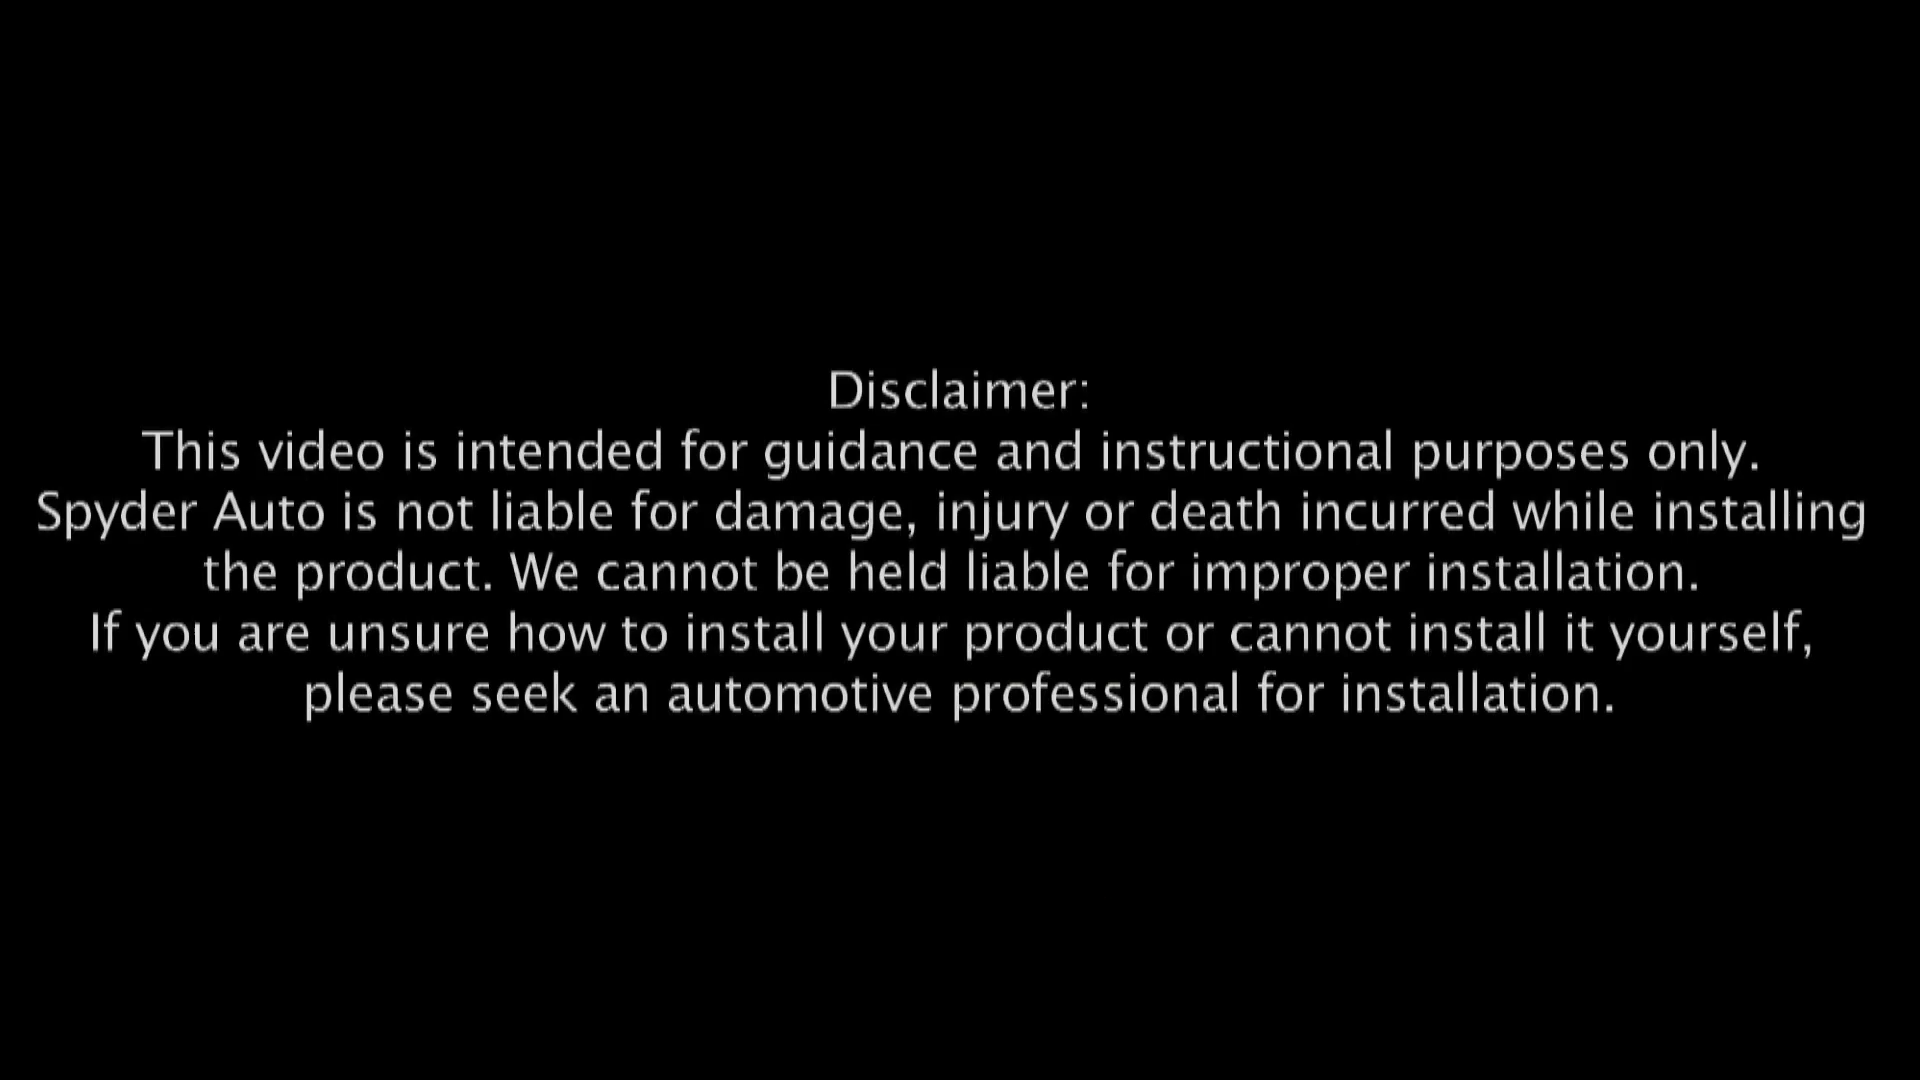 Disclaimer:
This video is intended for guidance and instructional purposes only.
Spyder Auto is not liable for damage, injury or death incurred while installing
the product. We cannot be held liable for improper installation.
If you are unsure how to install your product or cannot install it yourself,
please seek an automotive professional for installation.